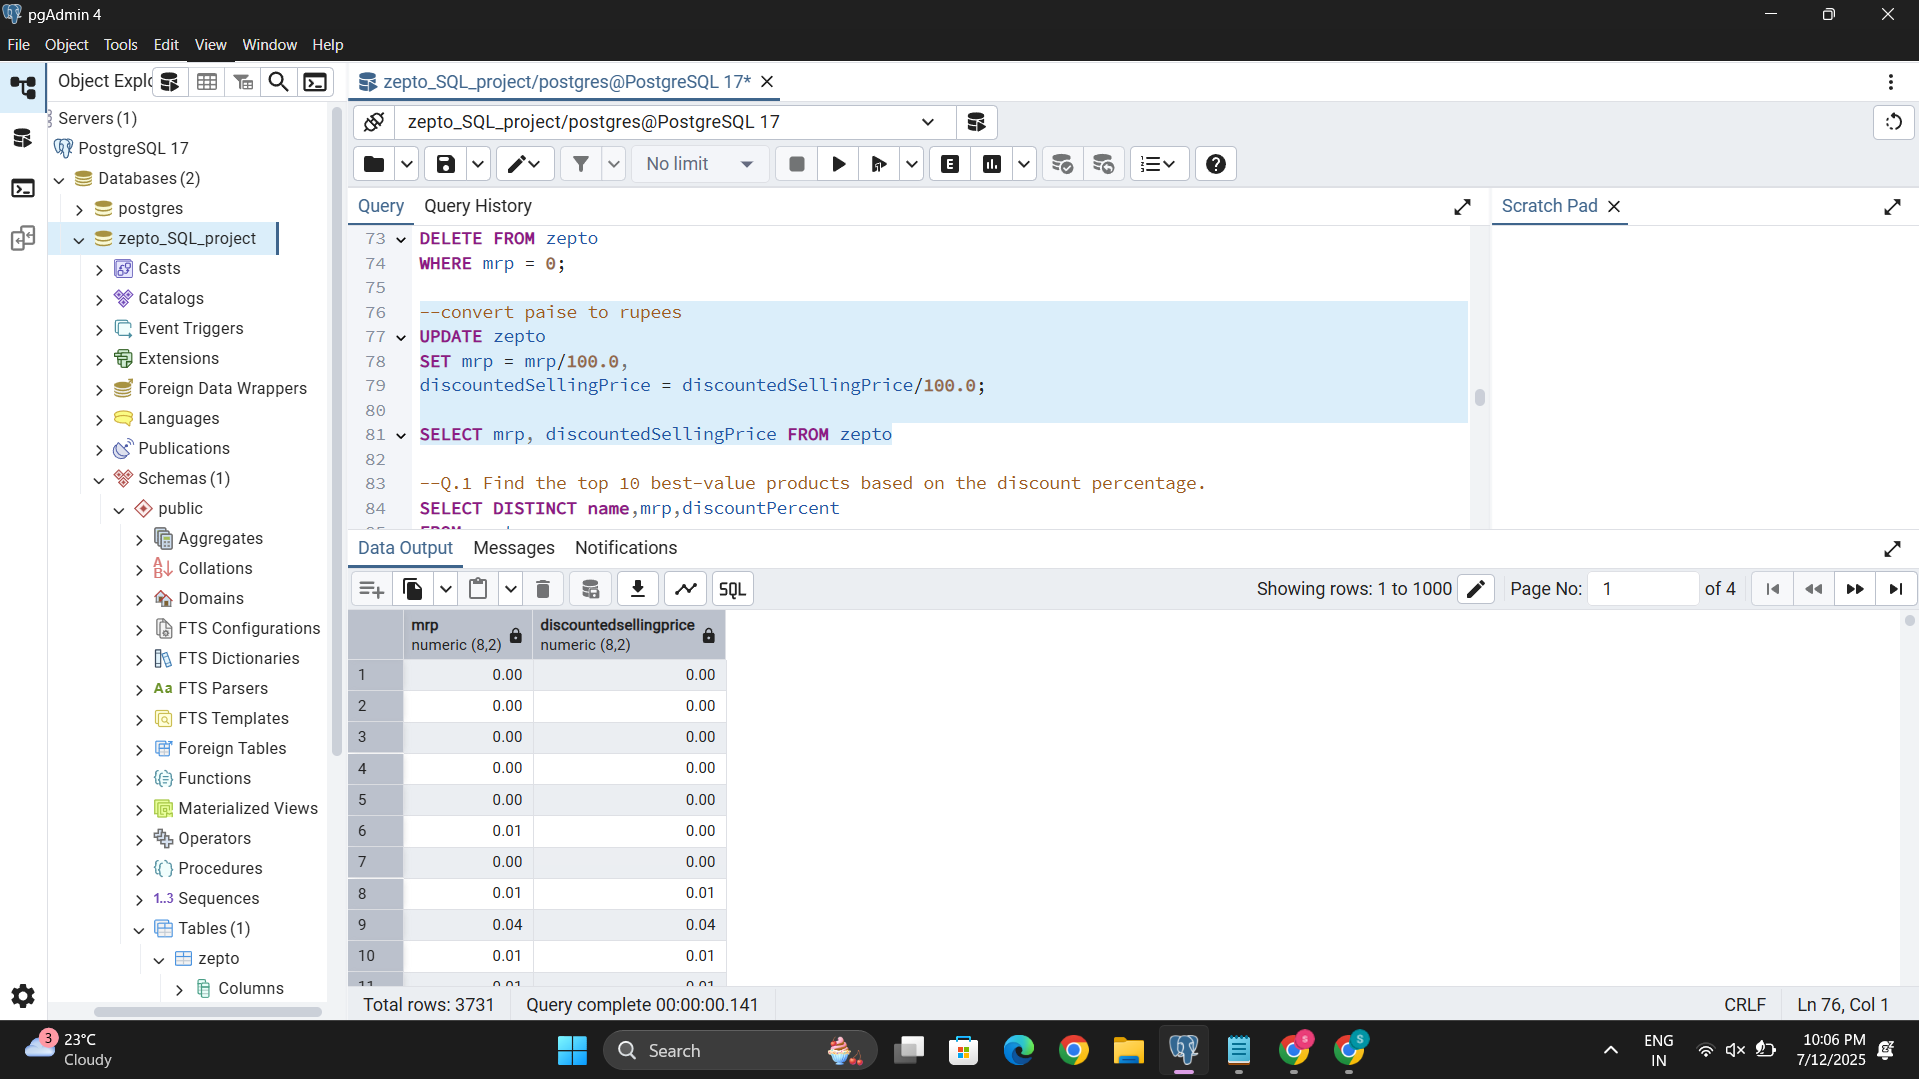 pgAdmin 4
File Object Tools Edit View Window Help
Object Explo
zepto_SQL_project/postgres@PostgreSQL 17*
Servers (1)
PostgreSQL 17
Databases (2)
postgres
zepto_SQL_project
Casts
Catalogs
Event Triggers
Extensions
Foreign Data Wrappers
Languages
Publications
Schemas (1)
public
Aggregates
Collations
Domains
FTS Configurations
FTS Dictionaries
Aa FTS Parsers
FTS Templates
Foreign Tables
Functions
Materialized Views
Operators
Procedures
1..3 Sequences
Tables (1)
zepto
Columns
zepto_SQL_project/postgres@PostgreSQL 17
No limit
E
Query Query History
Scratch Pad
73 DELETE FROM zepto
74 WHERE mrp = 0;
75
76 --convert paise to rupees
77 UPDATE zepto
78 SET mrp = mrp/100.0,
79 discountedSellingPrice = discountedSellingPrice/100.0;
80
81 SELECT mrp, discountedSellingPrice FROM zepto
82
83 --Q.1 Find the top 10 best-value products based on the discount percentage.
84 SELECT DISTINCT name,mrp,discountPercent
Data Output Messages Notifications
SQL
Showing rows: 1 to 1000 Page No: 1 of 4
mrp discountedsellingprice
numeric (8,2) numeric (8,2)
1 0.00 0.00
2 0.00 0.00
3 0.00 0.00
4 0.00 0.00
5 0.00 0.00
6 0.01 0.00
7 0.00 0.00
8 0.01 0.01
9 0.04 0.04
10 0.01 0.01
Total rows: 3731 Query complete 00:00:00.141 CRLF Ln 76, Col 1
3
23°C
Cloudy
Search
S
S
ENG
IN
10:06 PM
7/12/2025